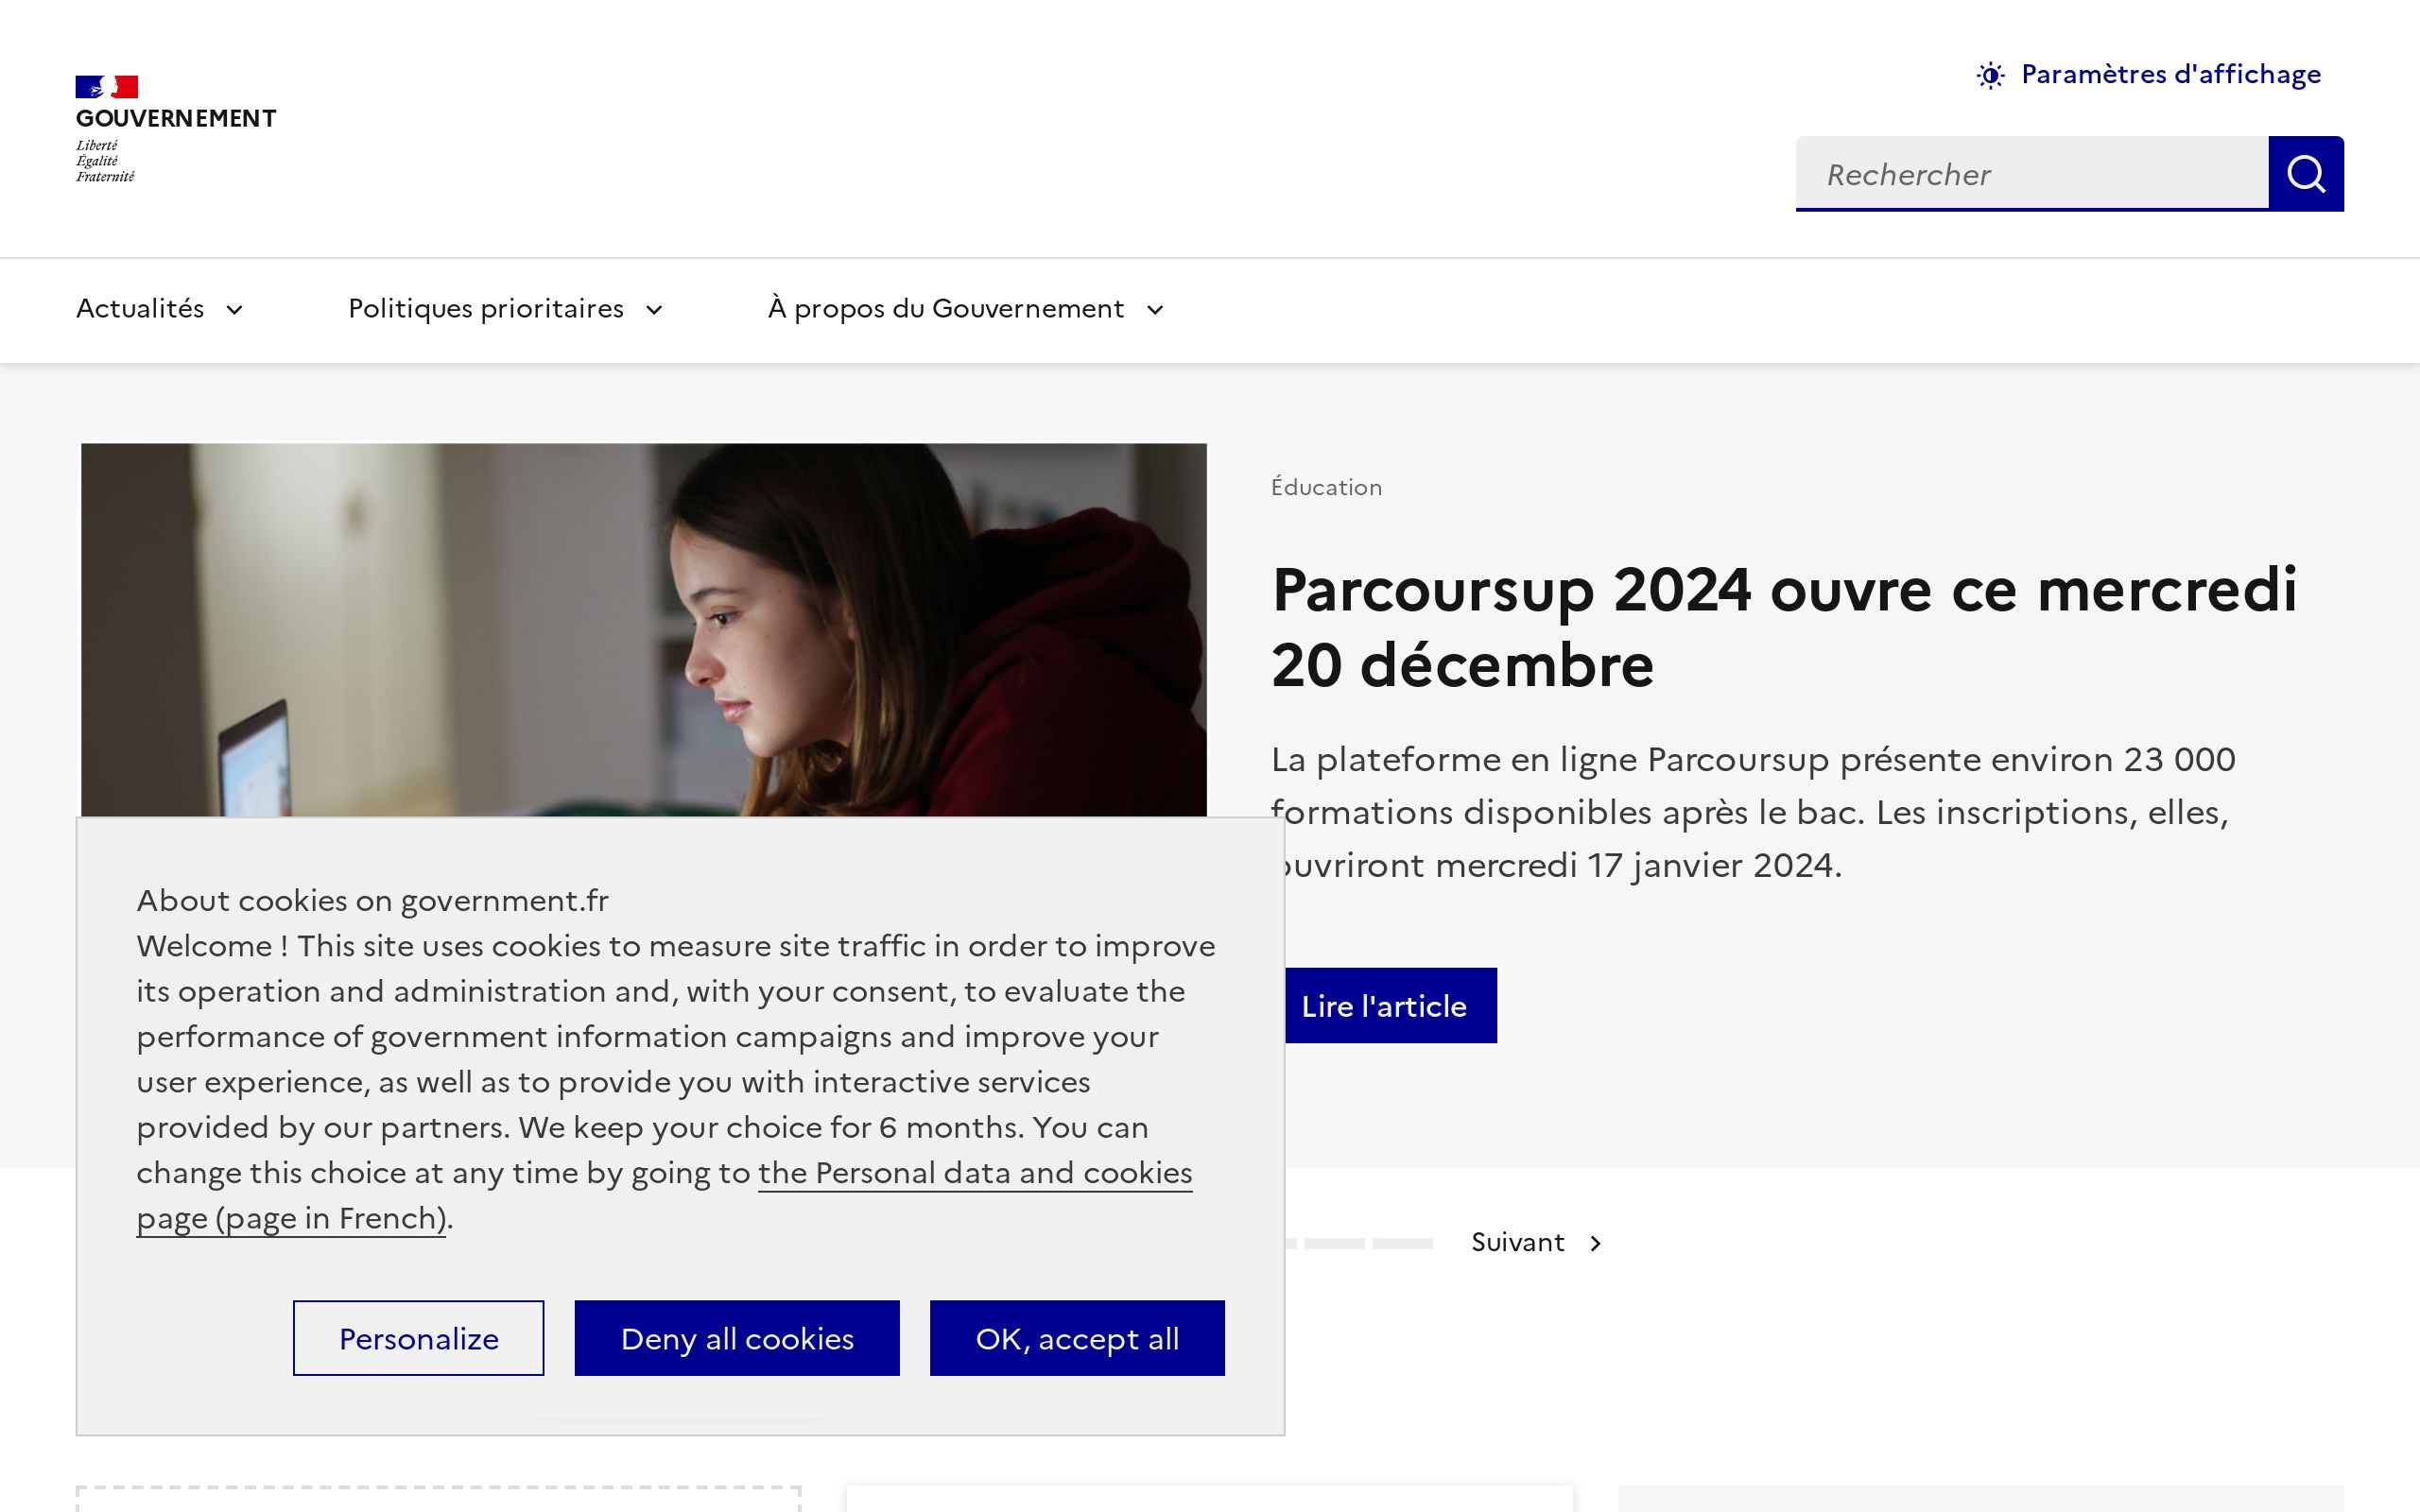 GOUVERNEMENT
Liberté
Égalité
Fraternité
Paramètres d'affichage
Rechercher
Actualités
Politiques prioritaires
À propos du Gouvernement
Éducation
Parcoursup 2024 ouvre ce mercredi
20 décembre
La plateforme en ligne Parcoursup présente environ 23 000
formations disponibles après le bac. Les inscriptions, elles,
ouvriront mercredi 17 janvier 2024.
Lire l'article
About cookies on government.fr
Welcome ! This site uses cookies to measure site traffic in order to improve
its operation and administration and, with your consent, to evaluate the
performance of government information campaigns and improve your
user experience, as well as to provide you with interactive services
provided by our partners. We keep your choice for 6 months. You can
change this choice at any time by going to the Personal data and cookies
page (page in French).
Personalize
Deny all cookies
OK, accept all
Suivant